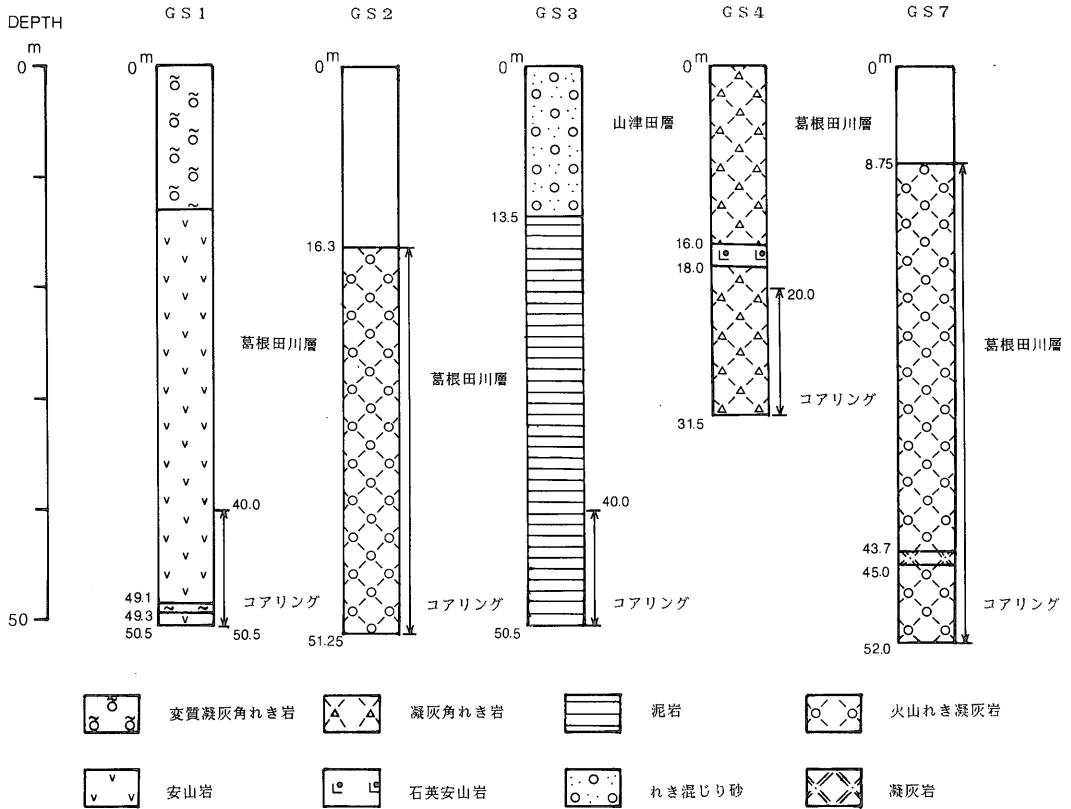 DEPTH
m
0
50
GS1
0 m
49.1
49.3
50.5
40.0
50.5
葛根田川層
コアリング
GS2
0 m
16.3
51.25
葛根田川層
コアリング
GS3
0 m
13.5
50.5
40.0
山津田層
コアリング
GS4
0 m
16.0
18.0
31.5
20.0
葛根田川層
コアリング
GS7
0 m
8.75
43.7
45.0
52.0
葛根田川層
コアリング
変質凝灰角れき岩
凝灰角れき岩
泥岩
火山れき凝灰岩
安山岩
石英安山岩
れき混じり砂
凝灰岩